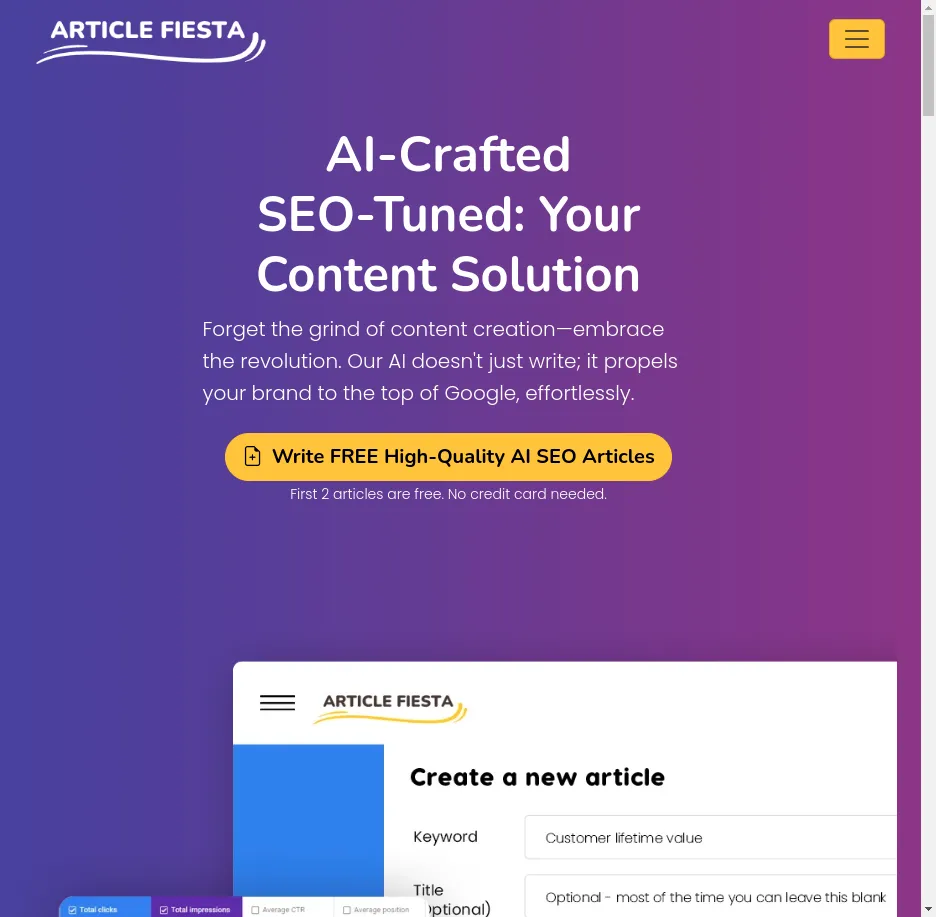 ARTICLE FIESTA
AI-Crafted
SEO-Tuned: Your
Content Solution
Forget the grind of content creation—embrace
the revolution. Our AI doesn't just write; it propels
your brand to the top of Google, effortlessly.
Write FREE High-Quality AI SEO Articles
First 2 articles are free. No credit card needed.
ARTICLE FIESTA
Create a new article
Keyword
Customer lifetime value
Title
Optional - most of the time you can leave this blank
optional)
Total clicks
Total impressions
Average CTR
Average position